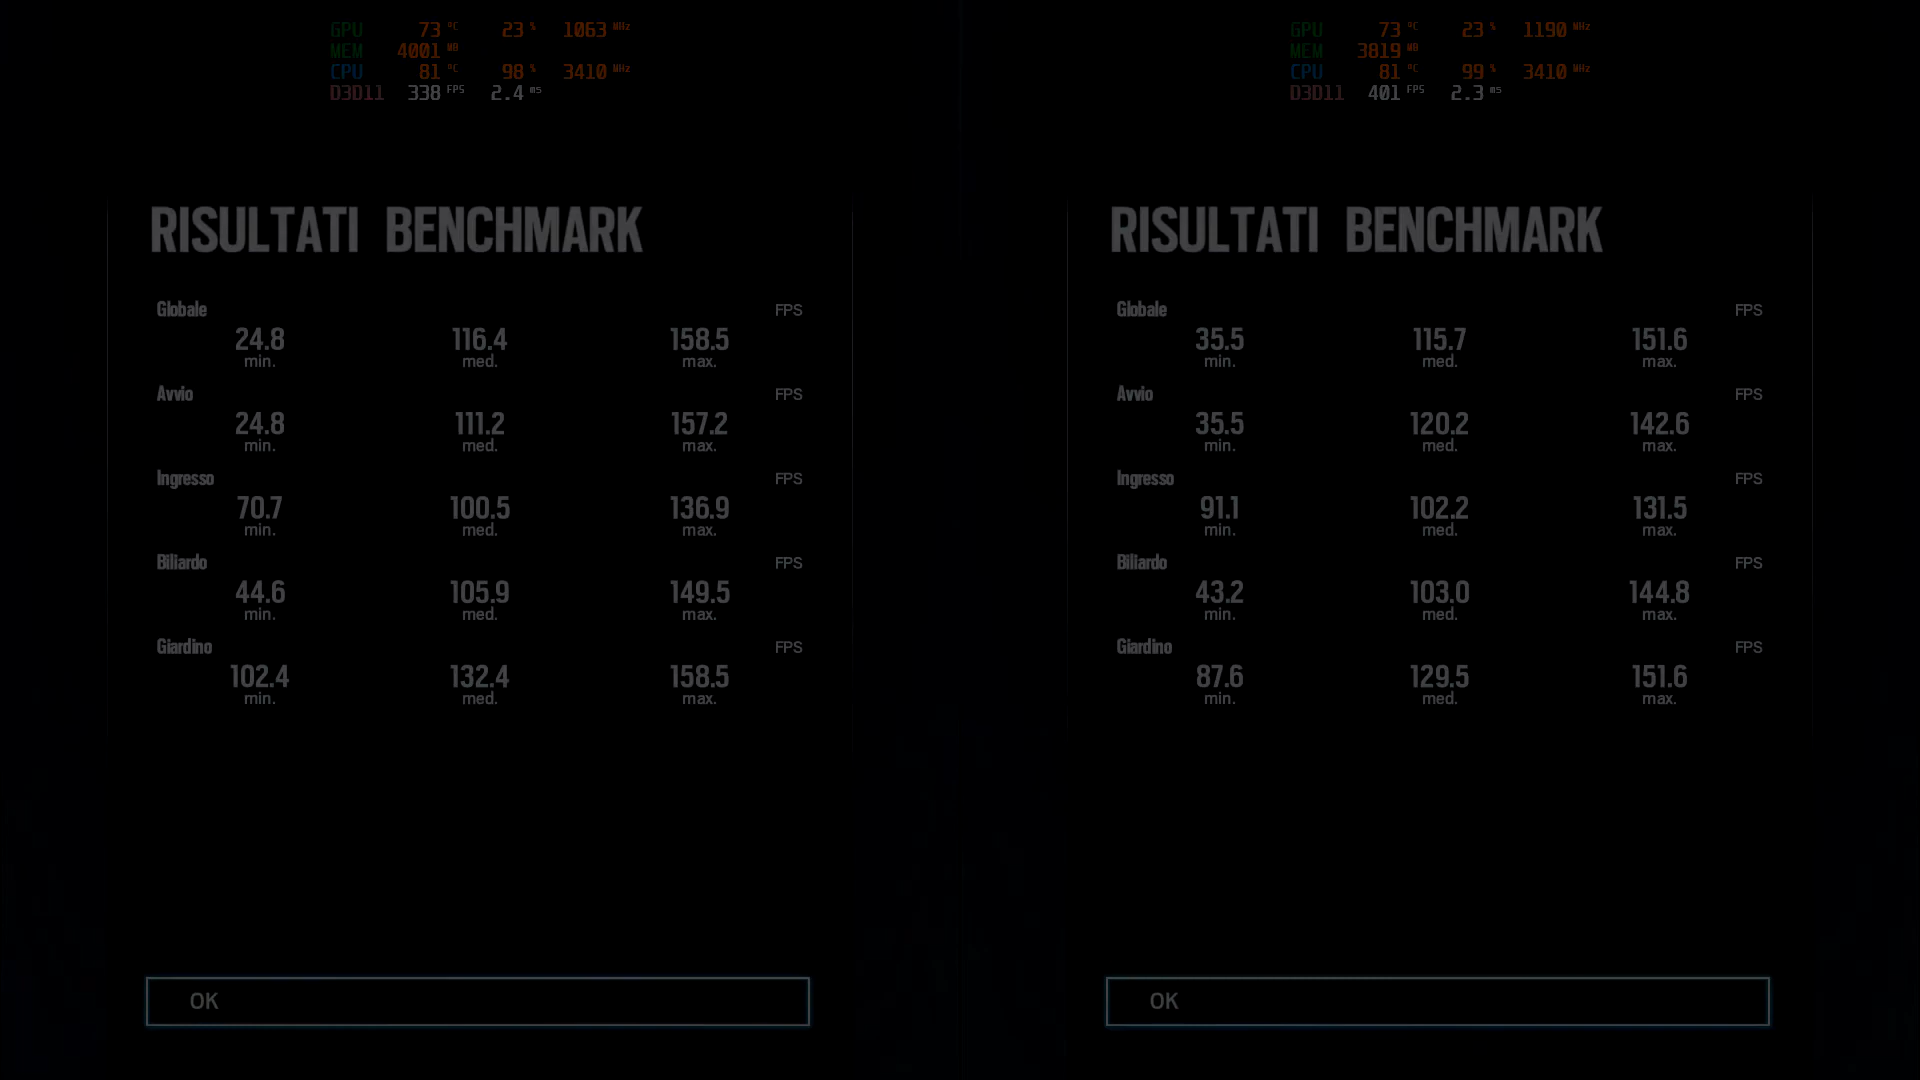 GPU 73 °C 23 % 1063 MHz
MEM 4001 MB
CPU 81 °C 98 % 3410 MHz
D3D11 338 FPS 2.4 ms
RISULTATI BENCHMARK
Globale FPS
24.8 116.4 158.5
min. med. max.
Avvio FPS
24.8 111.2 157.2
min. med. max.
Ingresso FPS
70.7 100.5 136.9
min. med. max.
Biliardo FPS
44.6 105.9 149.5
min. med. max.
Giardino FPS
102.4 132.4 158.5
min. med. max.
OK
GPU 73 °C 23 % 1190 MHz
MEM 3819 MB
CPU 81 °C 99 % 3410 MHz
D3D11 401 FPS 2.3 ms
RISULTATI BENCHMARK
Globale FPS
35.5 115.7 151.6
min. med. max.
Avvio FPS
35.5 120.2 142.6
min. med. max.
Ingresso FPS
91.1 102.2 131.5
min. med. max.
Biliardo FPS
43.2 103.0 144.8
min. med. max.
Giardino FPS
87.6 129.5 151.6
min. med. max.
OK